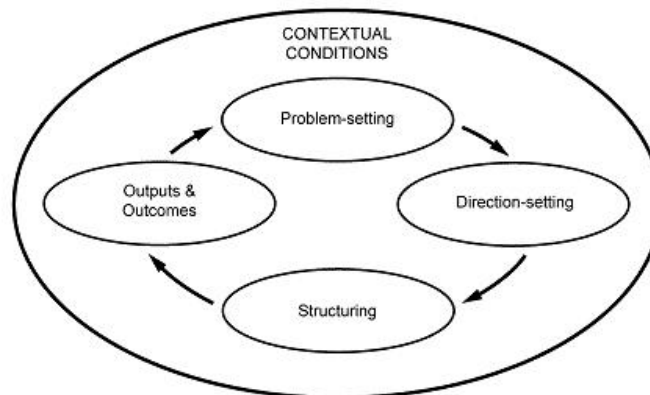 CONTEXTUAL
CONDITIONS
Problem-setting
Outputs &
Outcomes
Direction-setting
Structuring